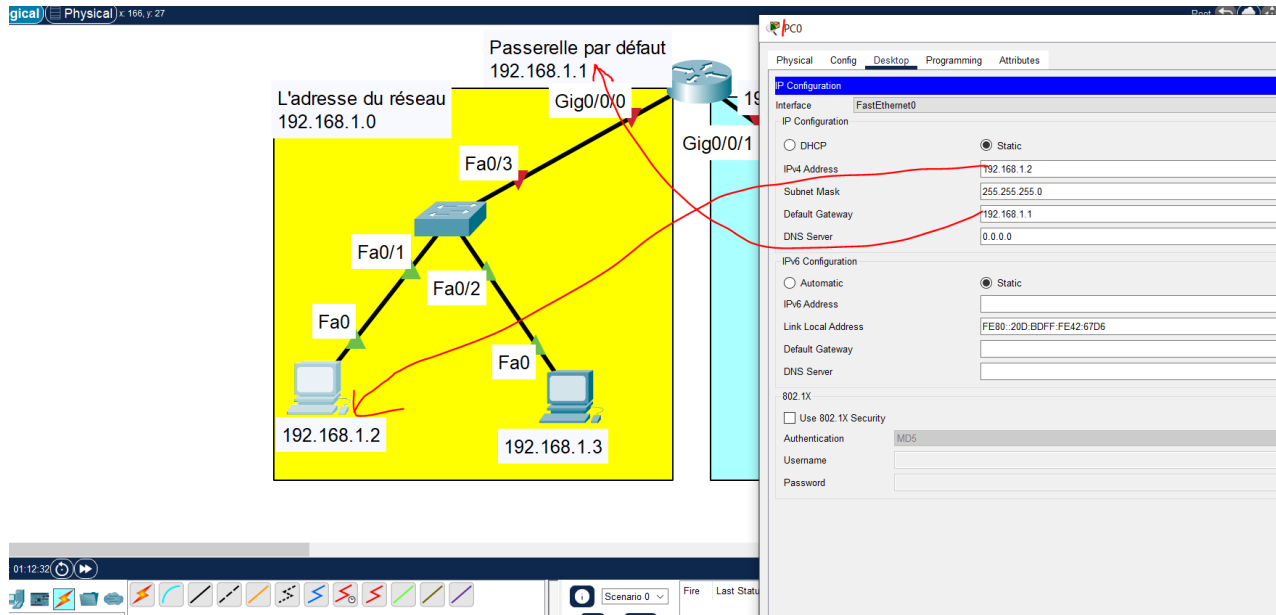 gical
Physical
x: 166, y: 27
Root
Passerelle par défaut
192.168.1.1
L'adresse du réseau
192.168.1.0
Gig0/0/0
19
Gig0/0/1
Fa0/3
Fa0/1
Fa0/2
Fa0
Fa0
192.168.1.2
192.168.1.3
PC0
Physical Config Desktop Programming Attributes
IP Configuration
Interface FastEthernet0
IP Configuration
DHCP Static
IPv4 Address 192.168.1.2
Subnet Mask 255.255.255.0
Default Gateway 192.168.1.1
DNS Server 0.0.0.0
IPv6 Configuration
Automatic Static
IPv6 Address
Link Local Address FE80::20D:BDFF:FE42:67D6
Default Gateway
DNS Server
802.1X
Use 802.1X Security
Authentication MD5
Username
Password
01:12:32
Scenario 0
Fire Last Statu